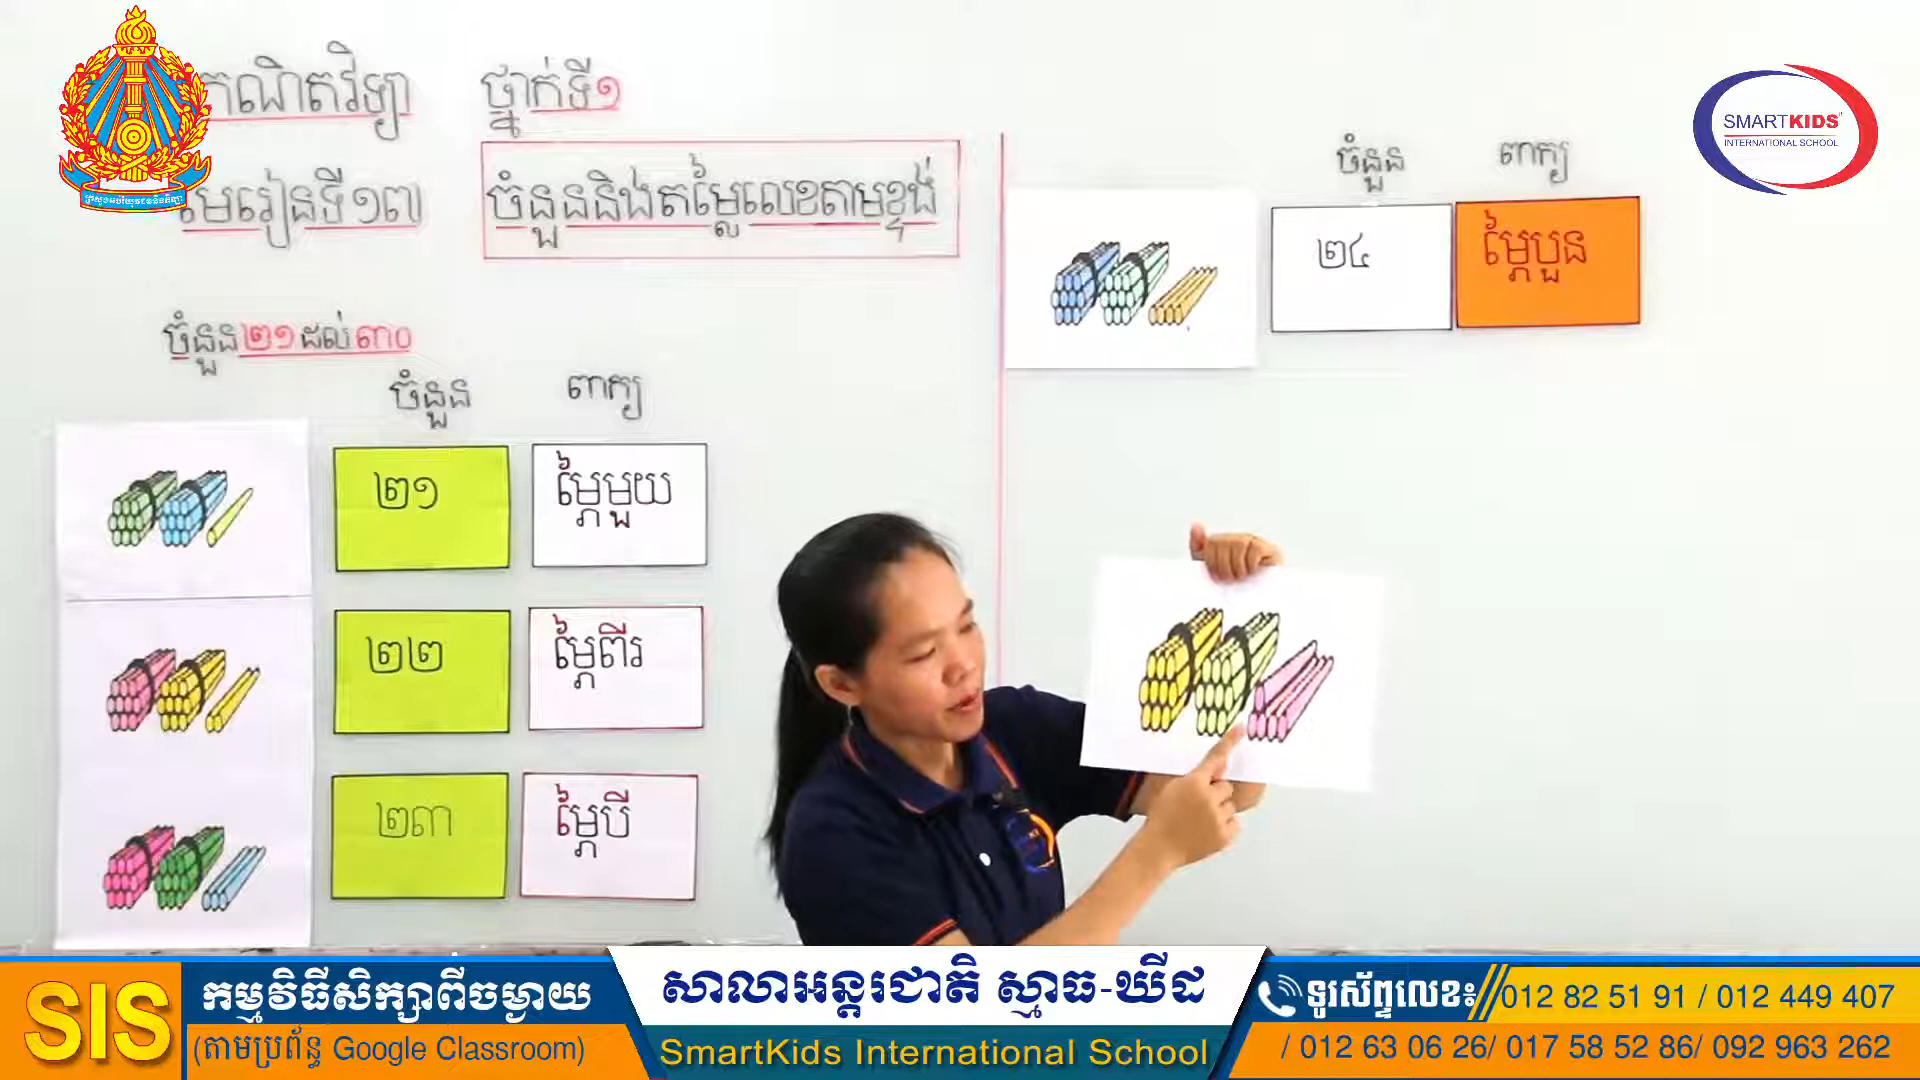 គណិតវិទ្យា ថ្នាក់ទី១
មេរៀនទី១៧ ចំនួននិងតម្លៃលេខតាមខ្ទង់
ចំនួន២១ដល់៣០
ចំនួន ពាក្យ
២១ ម្ភៃមួយ
២២ ម្ភៃពីរ
២៣ ម្ភៃបី
ចំនួន ពាក្យ
២៤ ម្ភៃបួន
SMARTKIDS
INTERNATIONAL SCHOOL
SIS
កម្មវិធីសិក្សាពីចម្ងាយ
(តាមប្រព័ន្ធ Google Classroom)
សាលាអន្តរជាតិ ស្មាធ-ឃីដ
SmartKids International School
ទូរស័ព្ទលេខ៖ 012 82 51 91 / 012 449 407
/ 012 63 06 26/ 017 58 52 86/ 092 963 262